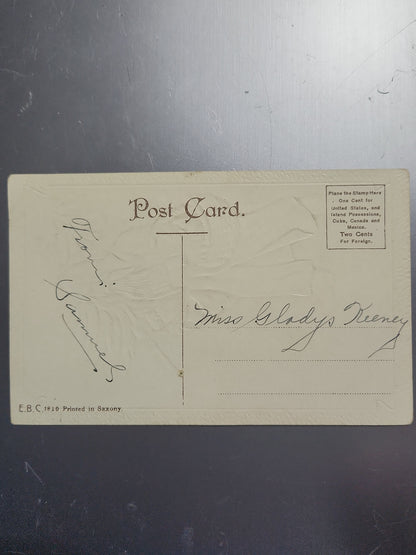 Post Card.
Place the Stamp Here
One Cent for
United States, and
Island Possessions,
Cuba, Canada and
Mexico.
Two Cents
For Foreign.
From:
Samuel
Miss Gladys Keeney
E.B.C. 1610 Printed in Saxony.